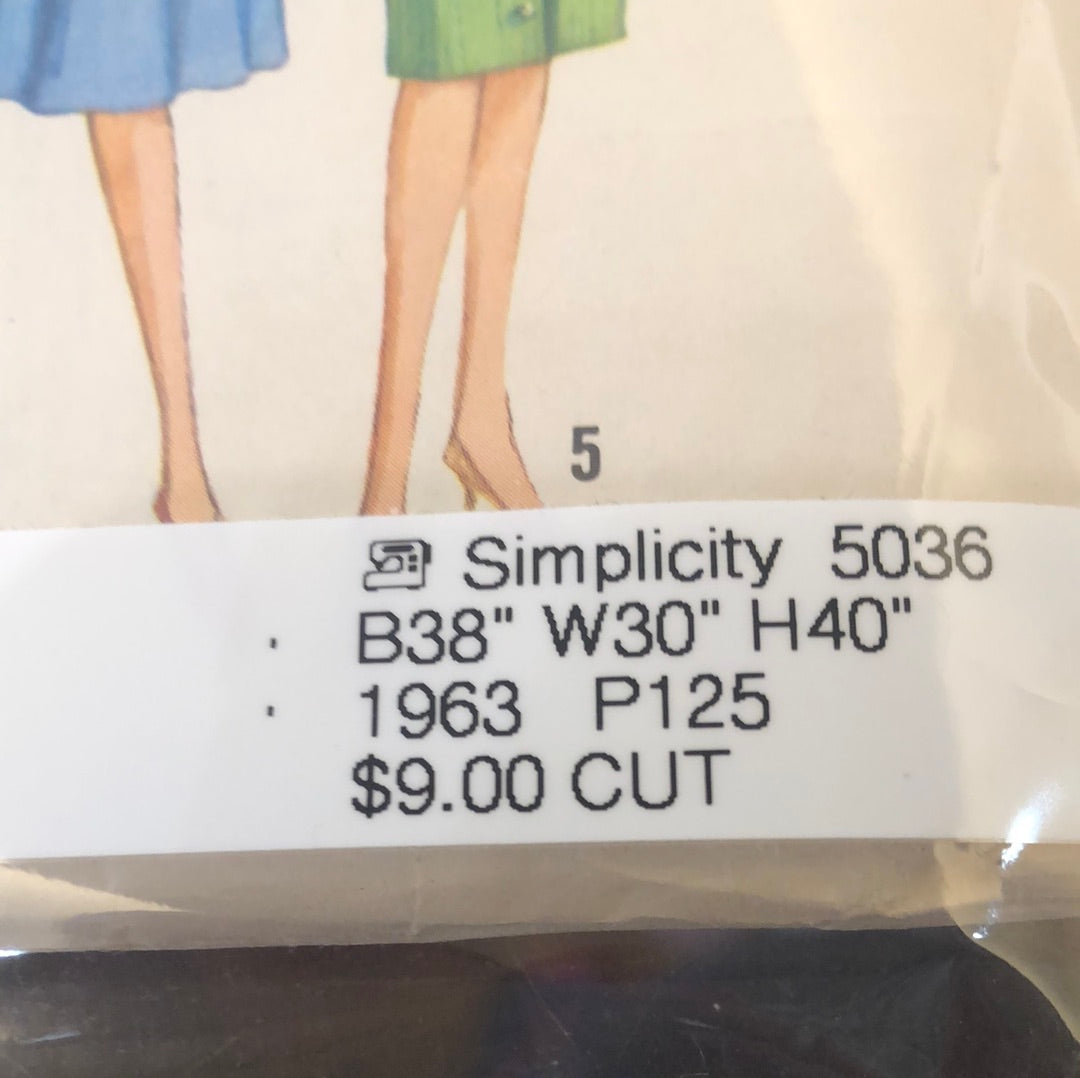 5
Simplicity 5036
B38" W30" H40"
1963 P125
$9.00 CUT